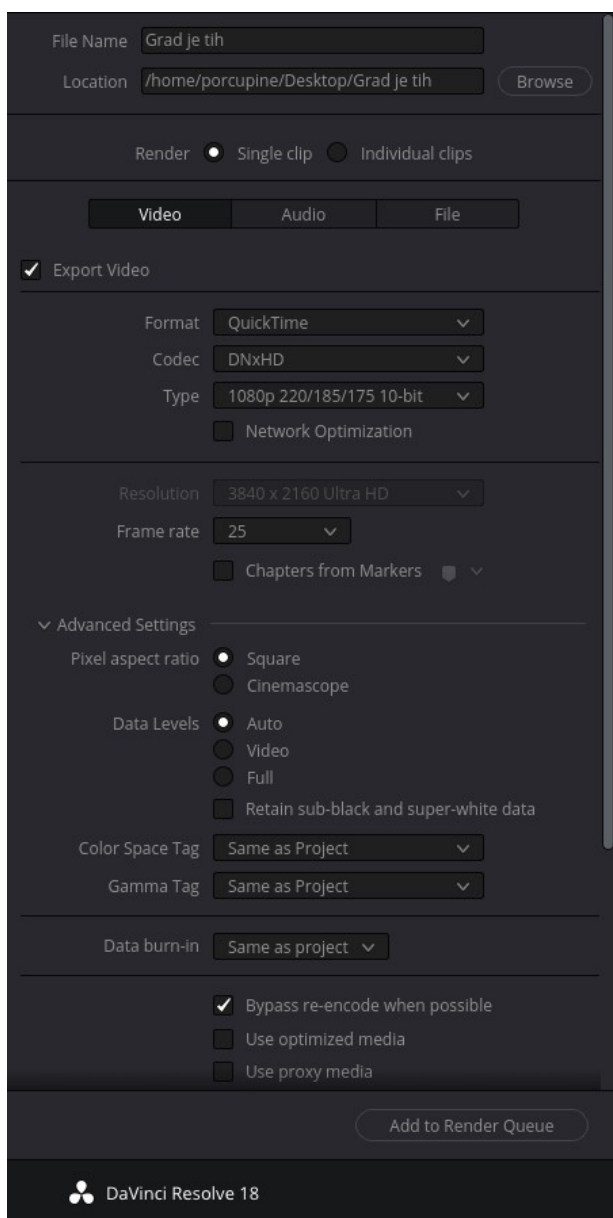 File Name Grad je tih
Location /home/porcupine/Desktop/Grad je tih Browse
Render Single clip Individual clips
Video Audio File
Export Video
Format QuickTime
Codec DNxHD
Type 1080p 220/185/175 10-bit
Network Optimization
Resolution 3840 x 2160 Ultra HD
Frame rate 25
Chapters from Markers
Advanced Settings
Pixel aspect ratio Square
Cinemascope
Data Levels Auto
Video
Full
Retain sub-black and super-white data
Color Space Tag Same as Project
Gamma Tag Same as Project
Data burn-in Same as project
Bypass re-encode when possible
Use optimized media
Use proxy media
Add to Render Queue
DaVinci Resolve 18